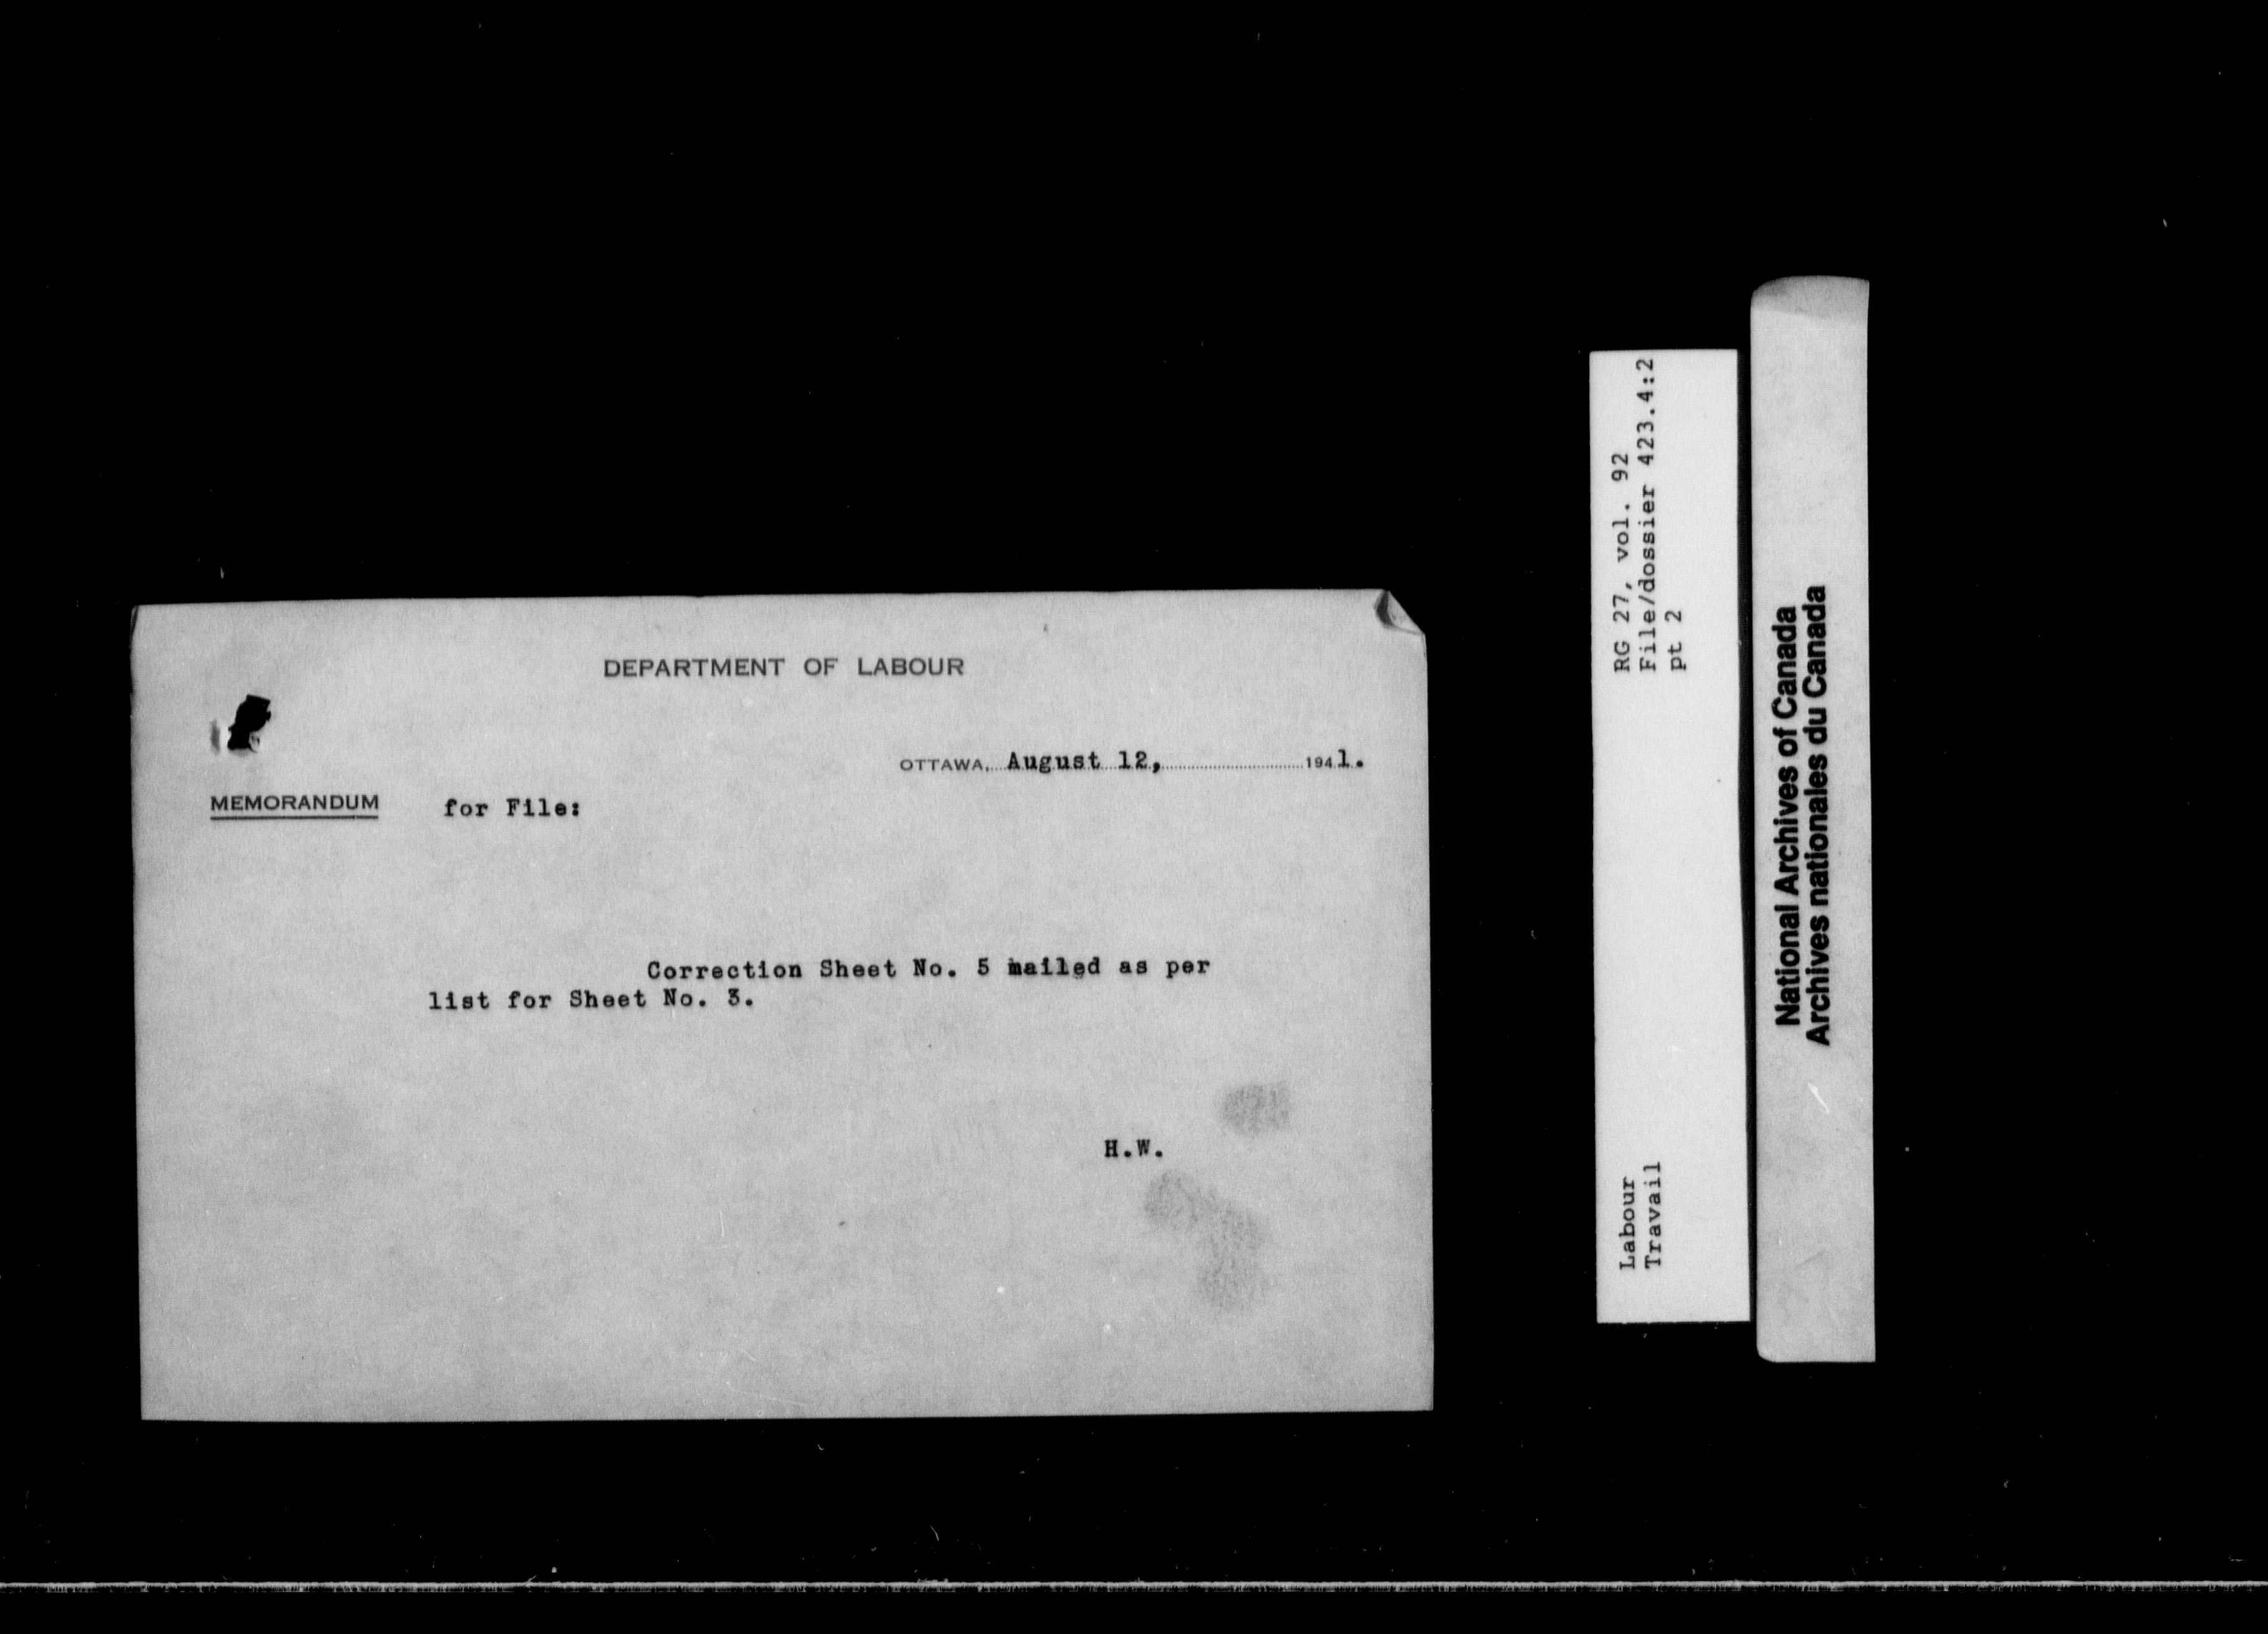 DEPARTMENT OF LABOUR
OTTAWA, August 12, 1941.
MEMORANDUM for File:
Correction Sheet No. 5 mailed as per
list for Sheet No. 3.
H.W.
RG 27, vol. 92
File/dossier 423.4:2
pt 2
Labour
Travail
National Archives of Canada
Archives nationales du Canada